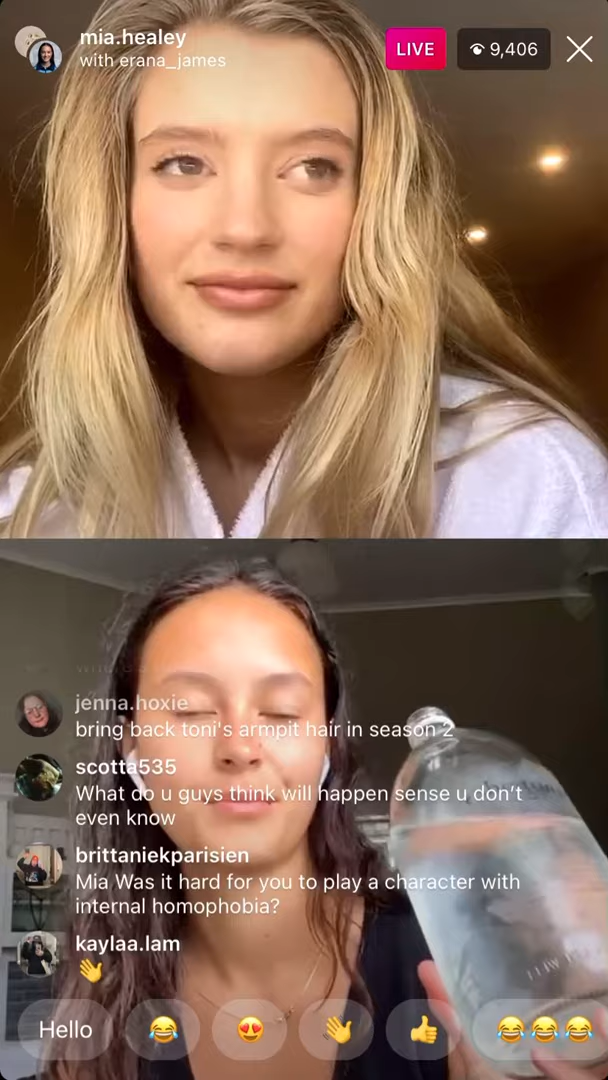 mia.healey
with erana_james
LIVE
9,406
jenna.hoxie
bring back toni's armpit hair in season 2
scotta535
What do u guys think will happen sense u don’t
even know
brittaniekparisien
Mia Was it hard for you to play a character with
internal homophobia?
kaylaa.lam
👋
Hello 😂 😍 👋 👍 😂😂😂